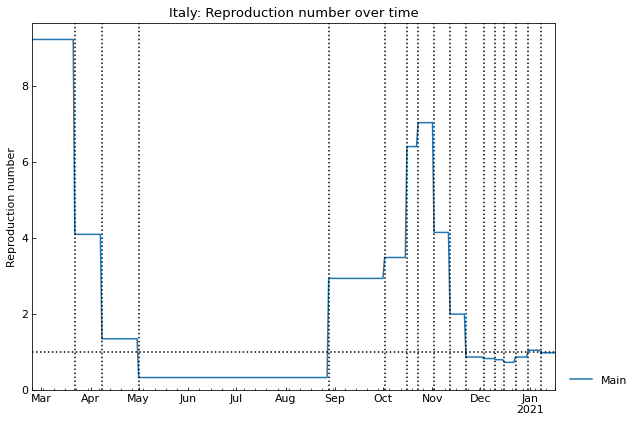 Italy: Reproduction number over time
Reproduction number
8
6
4
2
0
Mar Apr May Jun Jul Aug Sep Oct Nov Dec Jan
2021
Main